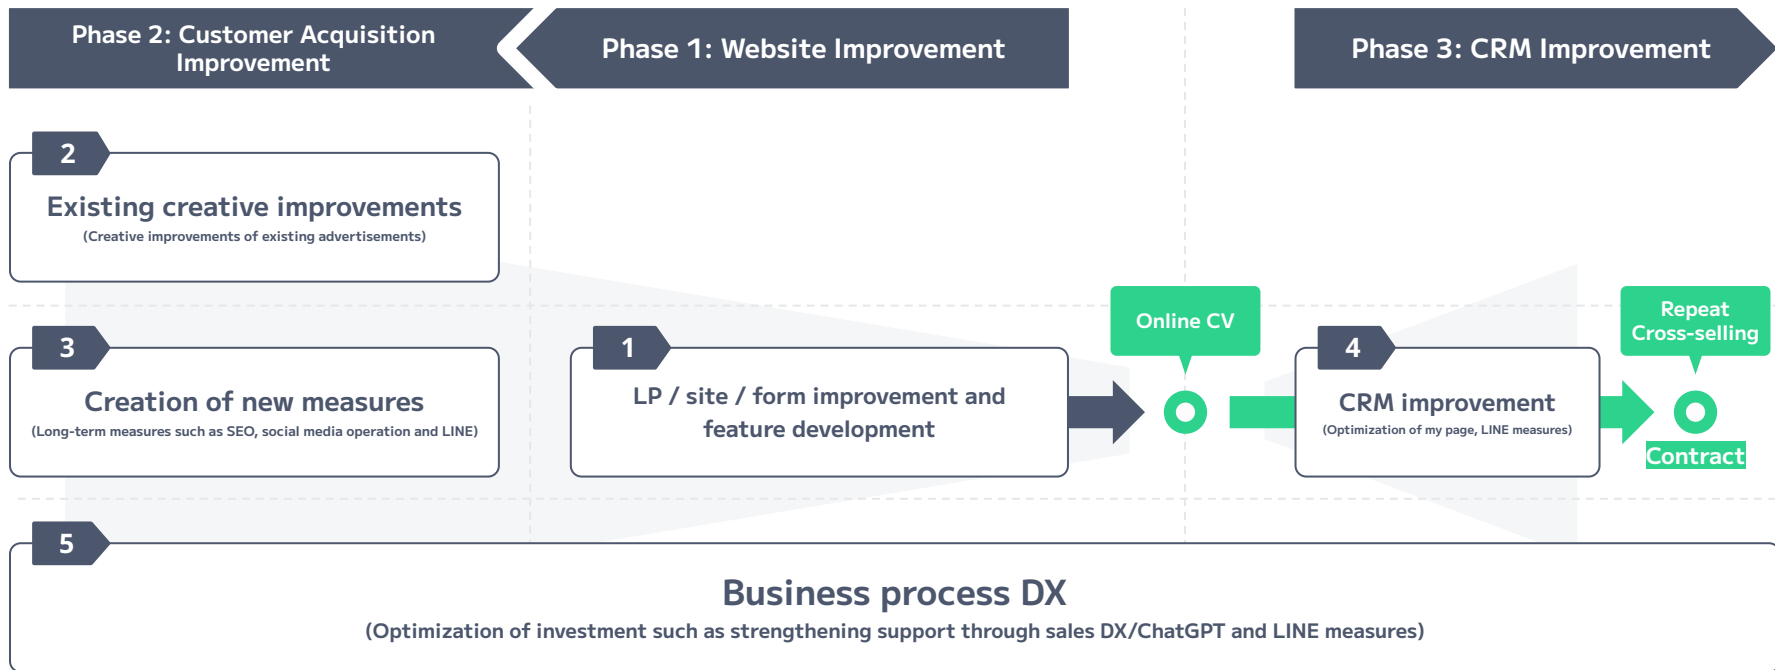 Phase 2: Customer Acquisition
Improvement
Phase 1: Website Improvement
Phase 3: CRM Improvement
2
Existing creative improvements
(Creative improvements of existing advertisements)
3
Creation of new measures
(Long-term measures such as SEO, social media operation and LINE)
1
LP / site / form improvement and
feature development
Online CV
4
CRM improvement
(Optimization of my page, LINE measures)
Repeat
Cross-selling
Contract
5
Business process DX
(Optimization of investment such as strengthening support through sales DX/ChatGPT and LINE measures)